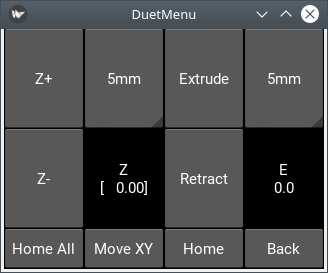 DuetMenu
Z+
5mm
Extrude
5mm
Z-
Z
[   0.00]
Retract
E
0.0
Home All
Move XY
Home
Back